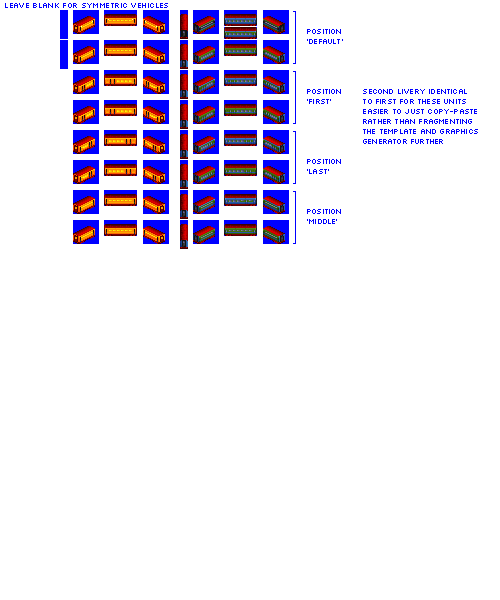 LEAVE BLANK FOR SYMMETRIC VEHICLES
POSITION
'DEFAULT'
POSITION
'FIRST'
SECOND LIVERY IDENTICAL
TO FIRST FOR THESE UNITS
EASIER TO JUST COPY-PASTE
RATHER THAN FRAGMENTING
THE TEMPLATE AND GRAPHICS
GENERATOR FURTHER
POSITION
'LAST'
POSITION
'MIDDLE'